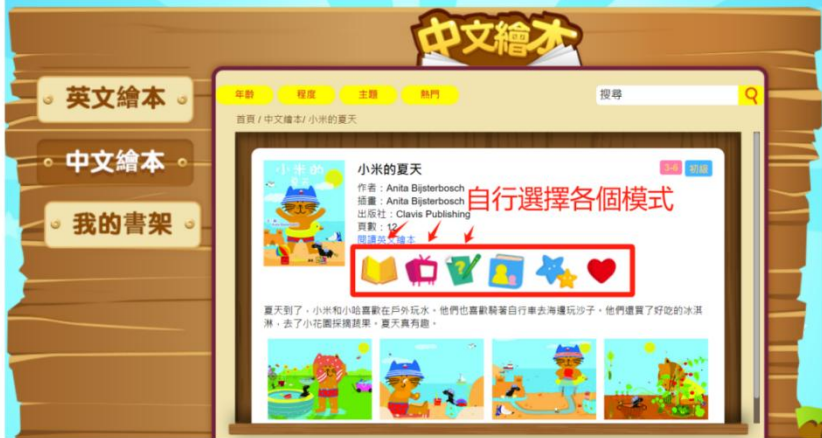 中文繪本
英文繪本
中文繪本
我的書架
年齡 程度 主題 熱門
搜尋
首頁 / 中文繪本/ 小米的夏天
小米的
夏天
小米的夏天
3-6 初級
作者：Anita Bijsterbosch
插畫：Anita Bijsterbosch
出版社：Clavis Publishing
頁數：12
閱讀英文繪本
自行選擇各個模式
?
夏天到了，小米和小哈喜歡在戶外玩水。他們也喜歡騎著自行車去海邊玩沙子。他們還買了好吃的冰淇
淋，去了小花園採摘蔬果。夏天真有趣。